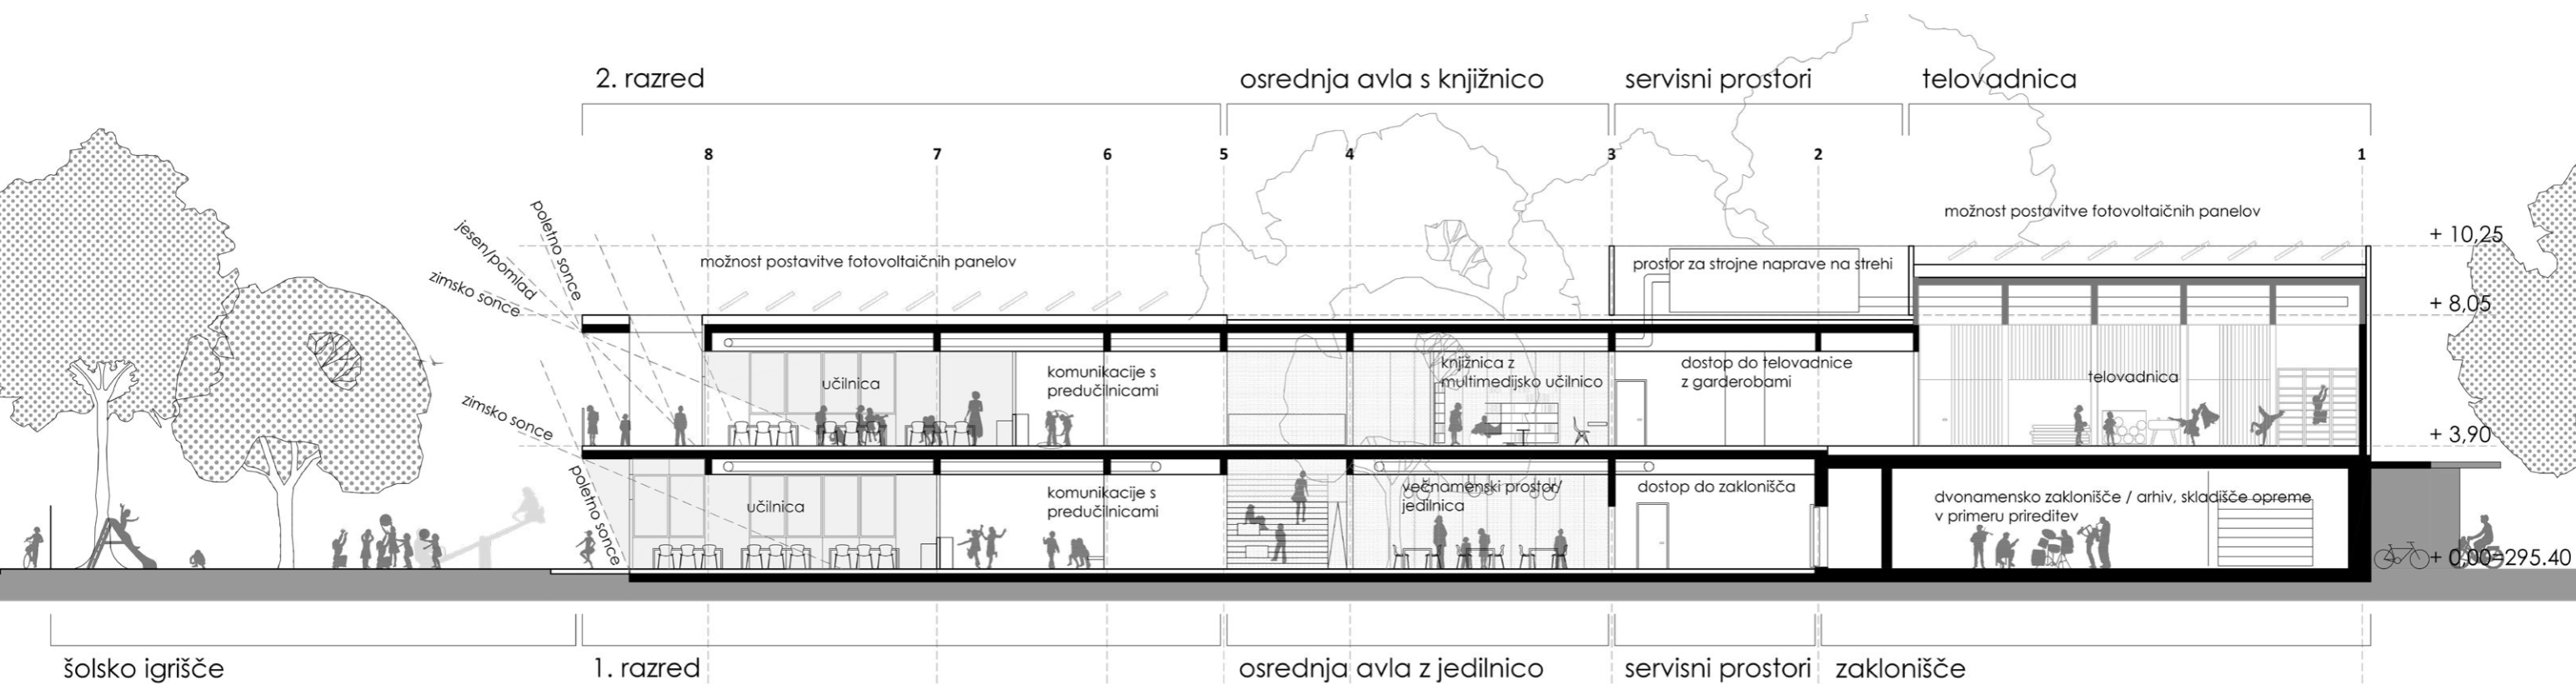 2. razred
osrednja avla s knjižnico
servisni prostori
telovadnica
8
7
6
5
4
3
2
1
poletno sonce
jesen/pomlad
zimsko sonce
možnost postavitve fotovoltaičnih panelov
možnost postavitve fotovoltaičnih panelov
prostor za strojne naprave na strehi
+ 10,25
+ 8,05
+ 3,90
+ 0,00=295.40
učilnica
komunikacije s
predučilnicami
knjižnica z
multimedijsko učilnico
dostop do telovadnice
z garderobami
telovadnica
zimsko sonce
poletno sonce
učilnica
komunikacije s
predučilnicami
večnamenski prostor/
jedilnica
dostop do zaklonišča
dvonamensko zaklonišče / arhiv, skladišče opreme
v primeru prireditev
šolsko igrišče
1. razred
osrednja avla z jedilnico
servisni prostori
zaklonišče